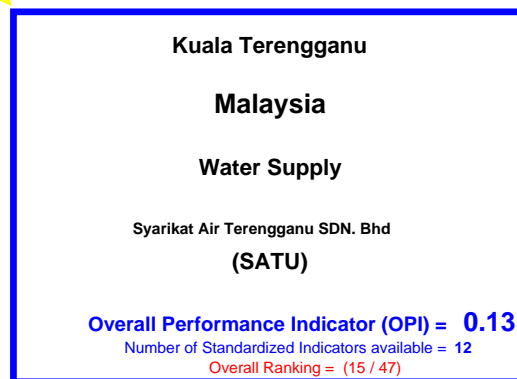 Kuala Terengganu
Malaysia
Water Supply
Syarikat Air Terengganu SDN. Bhd
(SATU)
Overall Performance Indicator (OPI) = 0.13
Number of Standardized Indicators available = 12
Overall Ranking = (15 / 47)